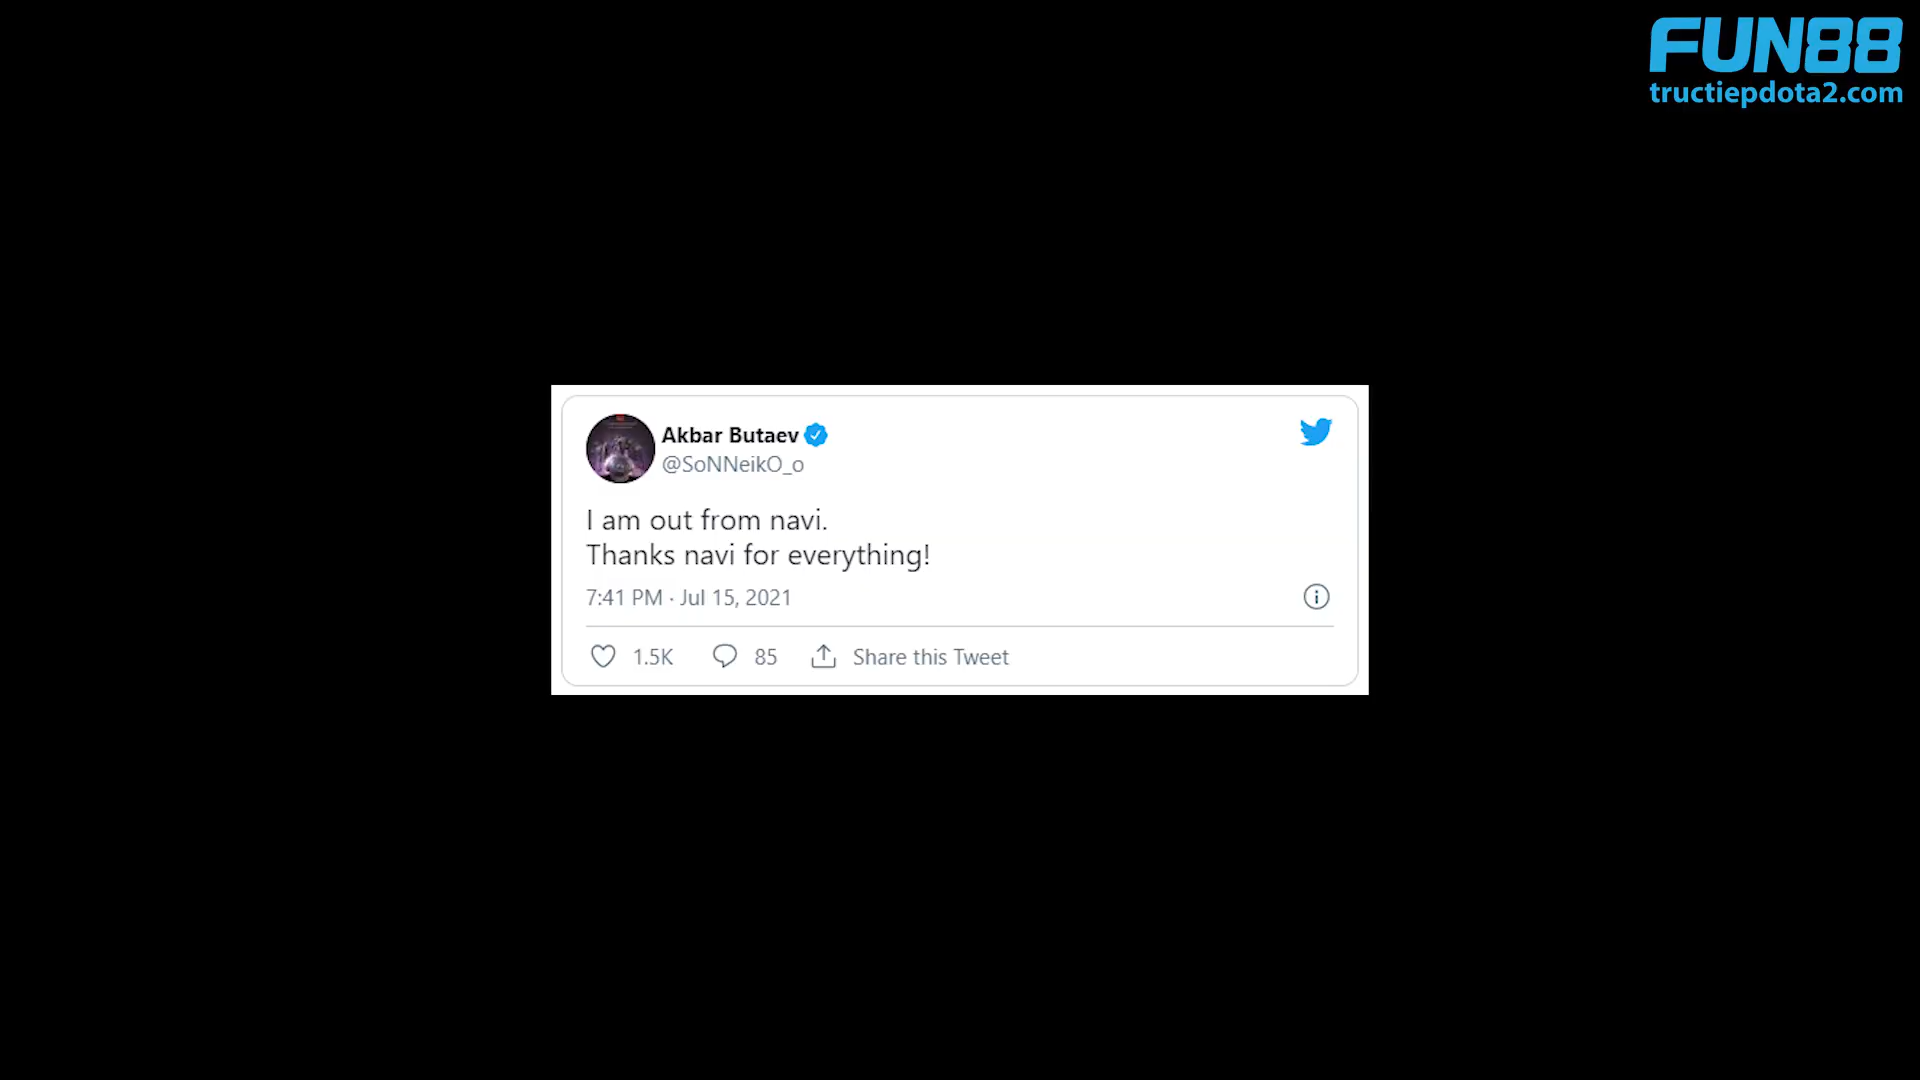 FUN88
tructiepdota2.com
Akbar Butaev
@SoNNeikO_o
I am out from navi.
Thanks navi for everything!
7:41 PM · Jul 15, 2021
1.5K 85 Share this Tweet